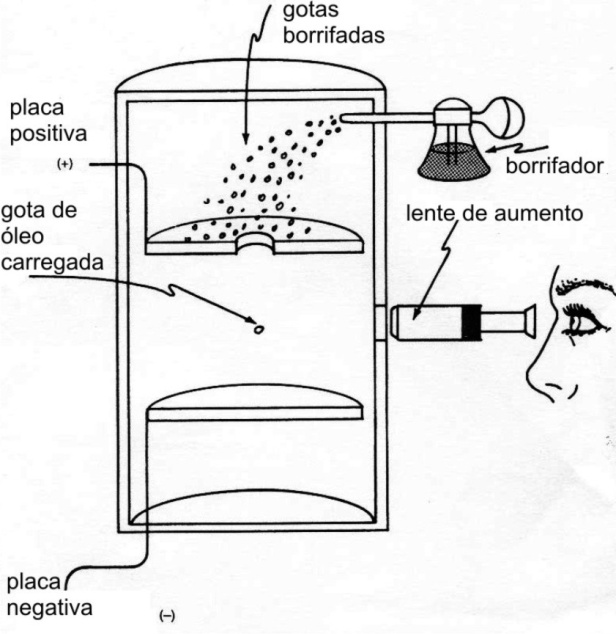 gotas
borrifadas
placa
positiva
(+)
borrifador
gota de
óleo
carregada
lente de aumento
placa
negativa
(–)